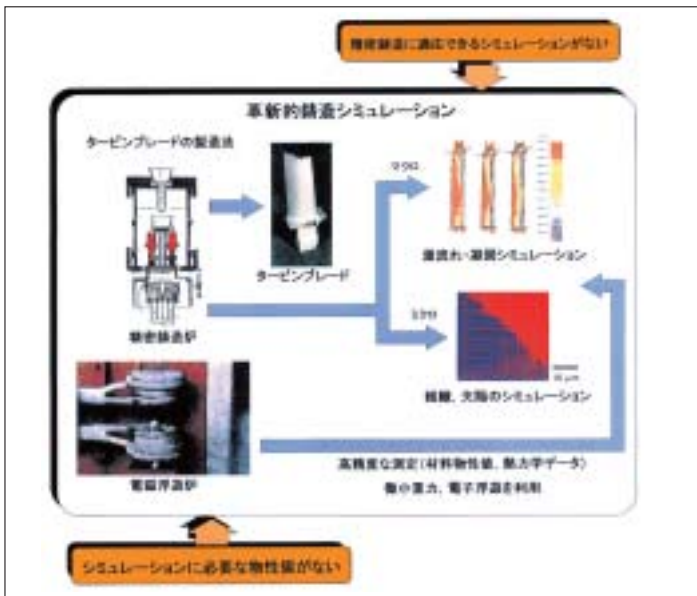 精密鋳造に適応できるシミュレーションがない
革新的鋳造シミュレーション
タービンブレードの製造法
マクロ
湯流れ・凝固シミュレーション
タービンブレード
精密鋳造炉
ミクロ
組織、欠陥のシミュレーション
高精度な測定(材料物性値、熱力学データ)
微小重力、電子浮遊を利用
電磁浮遊炉
シミュレーションに必要な物性値がない